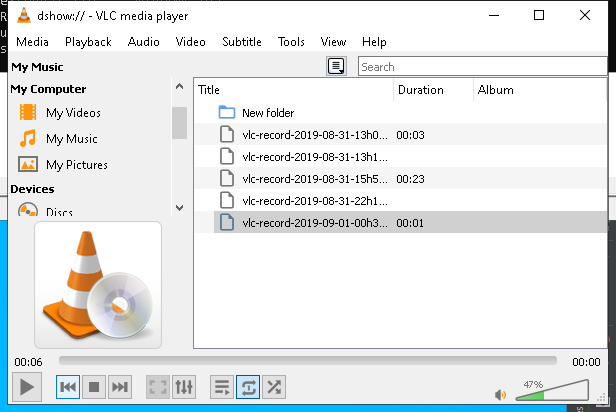 dshow:// - VLC media player
Media Playback Audio Video Subtitle Tools View Help
My Music
Search
My Computer
My Videos
My Music
My Pictures
Devices
Discs
Title Duration Album
New folder
vlc-record-2019-08-31-13h0... 00:03
vlc-record-2019-08-31-13h1...
vlc-record-2019-08-31-15h5... 00:23
vlc-record-2019-08-31-22h1...
vlc-record-2019-09-01-00h3... 00:01
00:06 00:00
47%